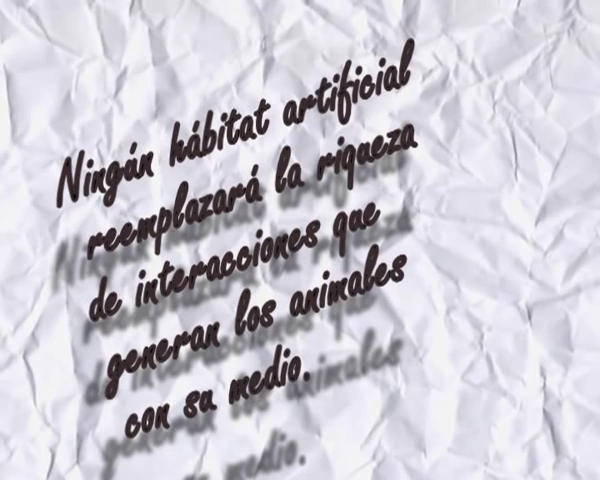 Ningún hábitat artificial
reemplazará la riqueza
de interacciones que
generan los animales
con su medio.